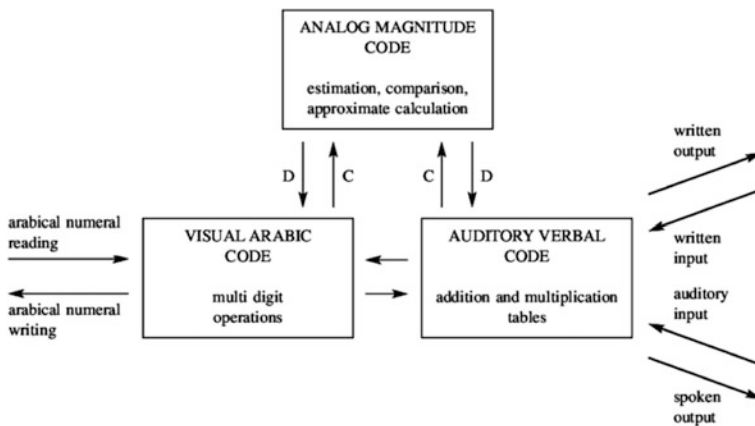 ANALOG MAGNITUDE
CODE
estimation, comparison,
approximate calculation
D
C
C
D
arabical numeral
reading
arabical numeral
writing
VISUAL ARABIC
CODE
multi digit
operations
AUDITORY VERBAL
CODE
addition and multiplication
tables
written
output
written
input
auditory
input
spoken
output